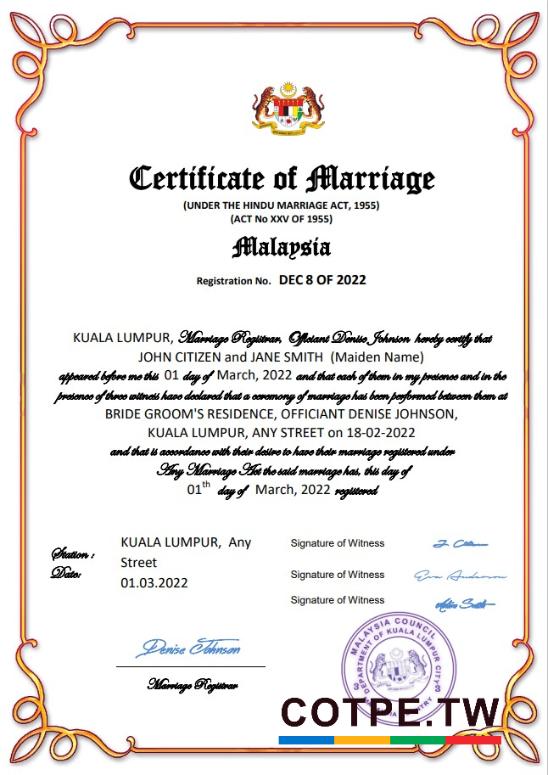 Certificate of Marriage
(UNDER THE HINDU MARRIAGE ACT, 1955)
(ACT No XXV OF 1955)
Malaysia
Registration No. DEC 8 OF 2022
KUALA LUMPUR, Marriage Registrar, Officiant Denise Johnson hereby certify that
JOHN CITIZEN and JANE SMITH (Maiden Name)
appeared before me this 01 day of March, 2022 and that each of them in my presence and in the
presence of three witness have declared that a ceremony of marriage has been performed between them at
BRIDE GROOM'S RESIDENCE, OFFICIANT DENISE JOHNSON,
KUALA LUMPUR, ANY STREET on 18-02-2022
and that is accordance with their desire to have their marriage registered under
Any Marriage Act the said marriage has, this day of
01th day of March, 2022 registered
Station :
KUALA LUMPUR, Any
Street
Date:
01.03.2022
Signature of Witness
Signature of Witness Eva Anderson
Signature of Witness
Denise Johnson
Marriage Registrar
MALAYSIA COUNCIL
DEPARTMENT OF KUALA LUMPUR CITY
COTPE.TW